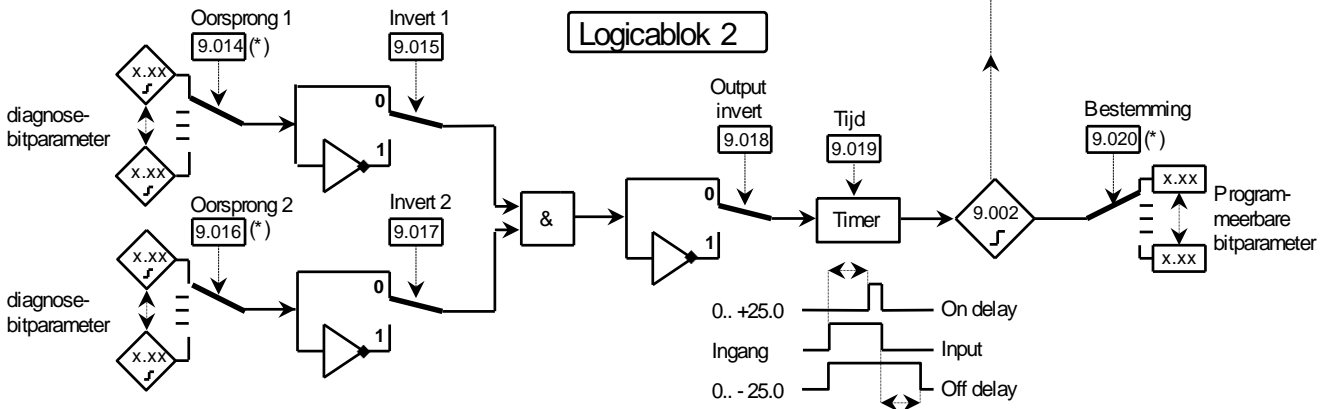 Logicablok 2
Oorsprong 1
9.014 (*)
Invert 1
9.015
x.xx
diagnose-
bitparameter
x.xx
0
1
Oorsprong 2
9.016 (*)
Invert 2
9.017
x.xx
diagnose-
bitparameter
x.xx
0
1
&
Output
invert
9.018
0
1
Tijd
9.019
Timer
9.002
Bestemming
9.020 (*)
x.xx
x.xx
Program-
meerbare
bitparameter
0.. +25.0 On delay
Ingang Input
0.. - 25.0 Off delay